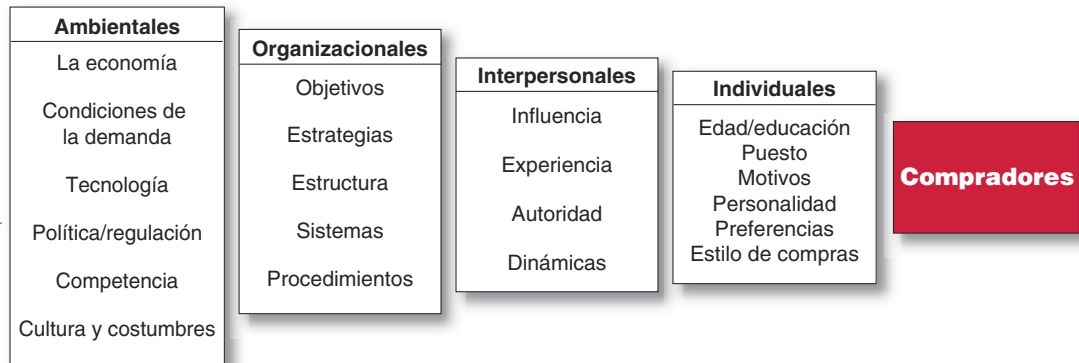 Ambientales
La economía
Condiciones de
la demanda
Tecnología
Política/regulación
Competencia
Cultura y costumbres
Organizacionales
Objetivos
Estrategias
Estructura
Sistemas
Procedimientos
Interpersonales
Influencia
Experiencia
Autoridad
Dinámicas
Individuales
Edad/educación
Puesto
Motivos
Personalidad
Preferencias
Estilo de compras
Compradores